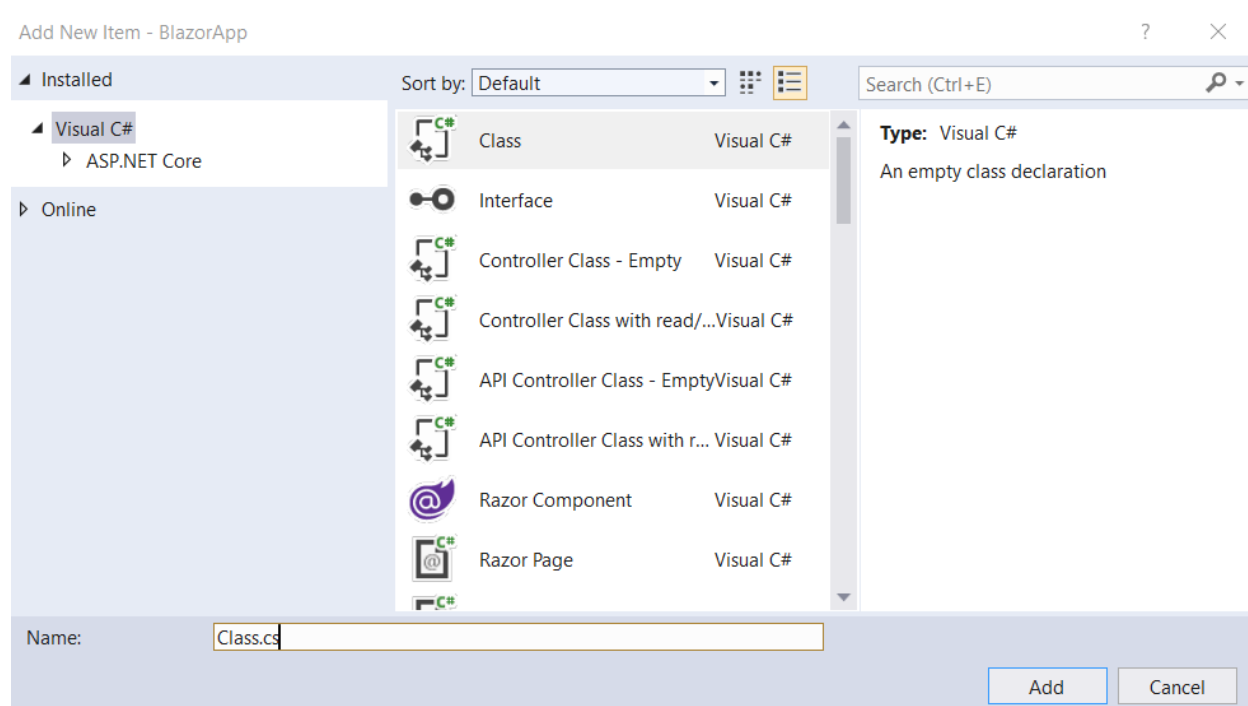 Add New Item - BlazorApp ?
Installed
Visual C#
ASP.NET Core
Online
Sort by: Default
Search (Ctrl+E)
C# Class Visual C#
Interface Visual C#
C# Controller Class - Empty Visual C#
C# Controller Class with read/...Visual C#
C# API Controller Class - EmptyVisual C#
C# API Controller Class with r... Visual C#
@ Razor Component Visual C#
C# @ Razor Page Visual C#
C#
Type: Visual C#
An empty class declaration
Name: Class.cs
Add Cancel